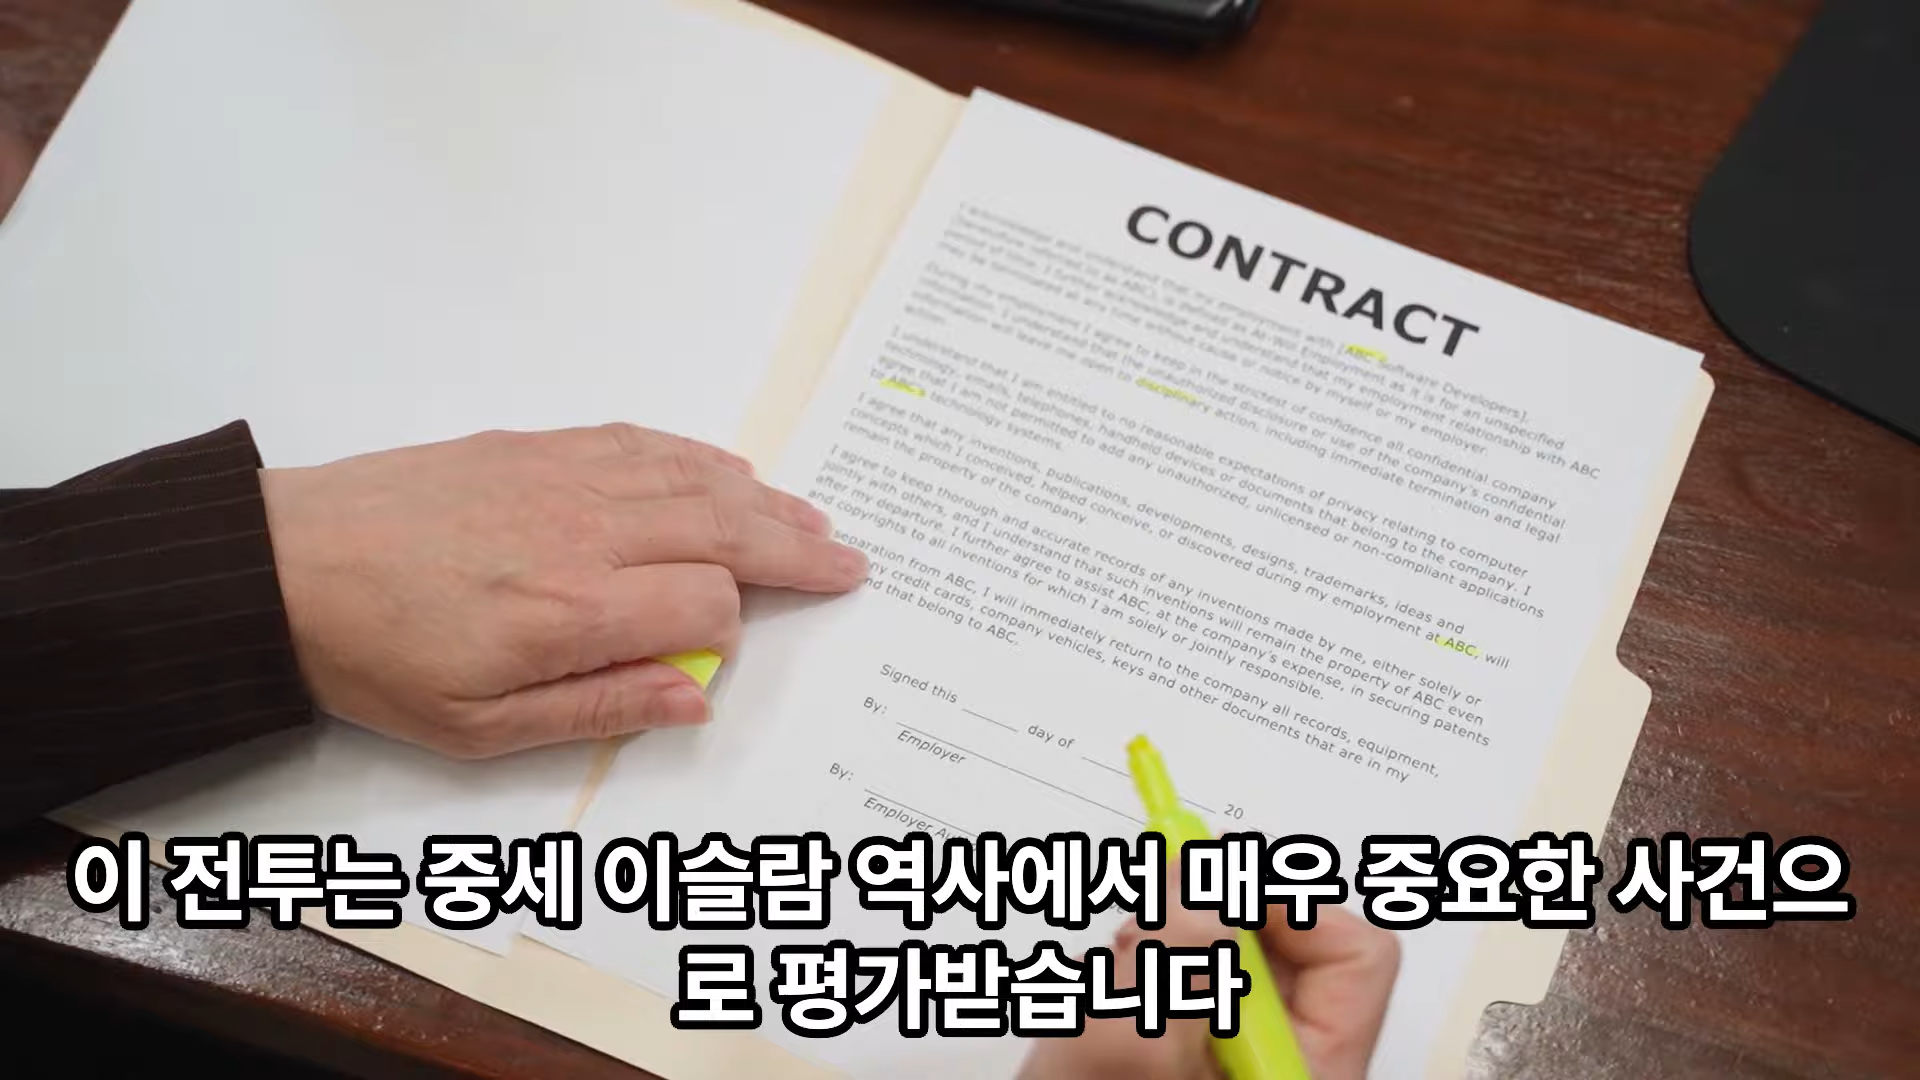 CONTRACT
I acknowledge and understand that my employment with [ABC Software Developers],
(hereinafter referred to as ABC), is defined as At-Will Employment as it is for an unspecified
period of time. I further acknowledge and understand that my employment relationship with ABC
may be terminated at any time without cause or notice by myself or my employer.
During my employment I agree to keep in the strictest of confidence all confidential company
information. I understand that the unauthorized disclosure or use of the company's confidential
information will leave me open to disciplinary action, including immediate termination and legal
action.
I understand that I am entitled to no reasonable expectations of privacy relating to computer
technology, emails, telephones, handheld devices or documents that belong to the company. I
agree that I am not permitted to add any unauthorized, unlicensed or non-compliant applications
to ABC's technology systems.
I agree that any inventions, publications, developments, designs, trademarks, ideas and
concepts which I conceived, helped conceive, or discovered during my employment at ABC, will
remain the property of the company.
I agree to keep thorough and accurate records of any inventions made by me, either solely or
jointly with others, and I understand that such inventions will remain the property of ABC even
after my departure. I further agree to assist ABC, at the company's expense, in securing patents
and copyrights to all inventions for which I am solely or jointly responsible.
separation from ABC, I will immediately return to the company all records, equipment,
ny credit cards, company vehicles, keys and other documents that are in my
nd that belong to ABC.
Signed this ______ day of ______ 20
By:
Employer
By:
Employer
이 전투는 중세 이슬람 역사에서 매우 중요한 사건으
로 평가받습니다